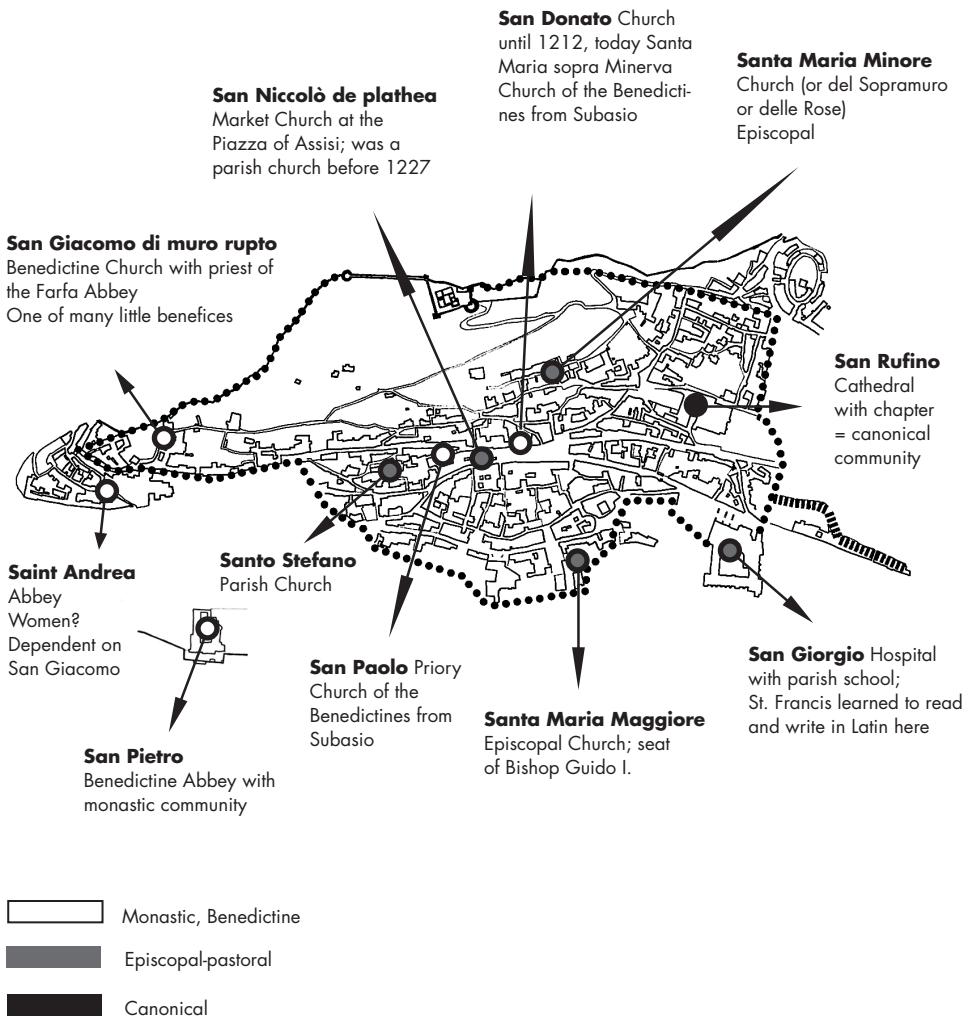 San Donato Church
until 1212, today Santa
Maria sopra Minerva
Church of the Benedicti-
nes from Subasio
Santa Maria Minore
Church (or del Sopramuro
or delle Rose)
Episcopal
San Niccolò de plathea
Market Church at the
Piazza of Assisi; was a
parish church before 1227
San Giacomo di muro rupto
Benedictine Church with priest of
the Farfa Abbey
One of many little benefices
San Rufino
Cathedral
with chapter
= canonical
community
Saint Andrea
Abbey
Women?
Dependent on
San Giacomo
Santo Stefano
Parish Church
San Paolo Priory
Church of the
Benedictines from
Subasio
Santa Maria Maggiore
Episcopal Church; seat
of Bishop Guido I.
San Giorgio Hospital
with parish school;
St. Francis learned to read
and write in Latin here
San Pietro
Benedictine Abbey with
monastic community
Monastic, Benedictine
Episcopal-pastoral
Canonical